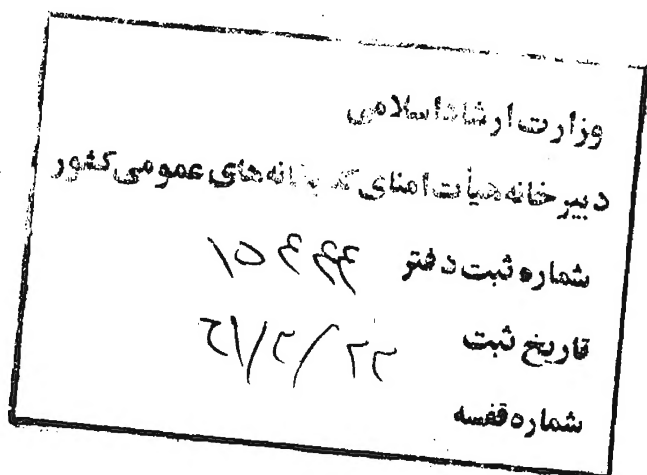 وزارت ارشاد اسلامی
دبیرخانه هیأت امنای کتابخانه‌های عمومی کشور
شماره ثبت دفتر ۱۵۴۴۴
تاریخ ثبت ۶۱/۲/۲۲
شماره قفسه